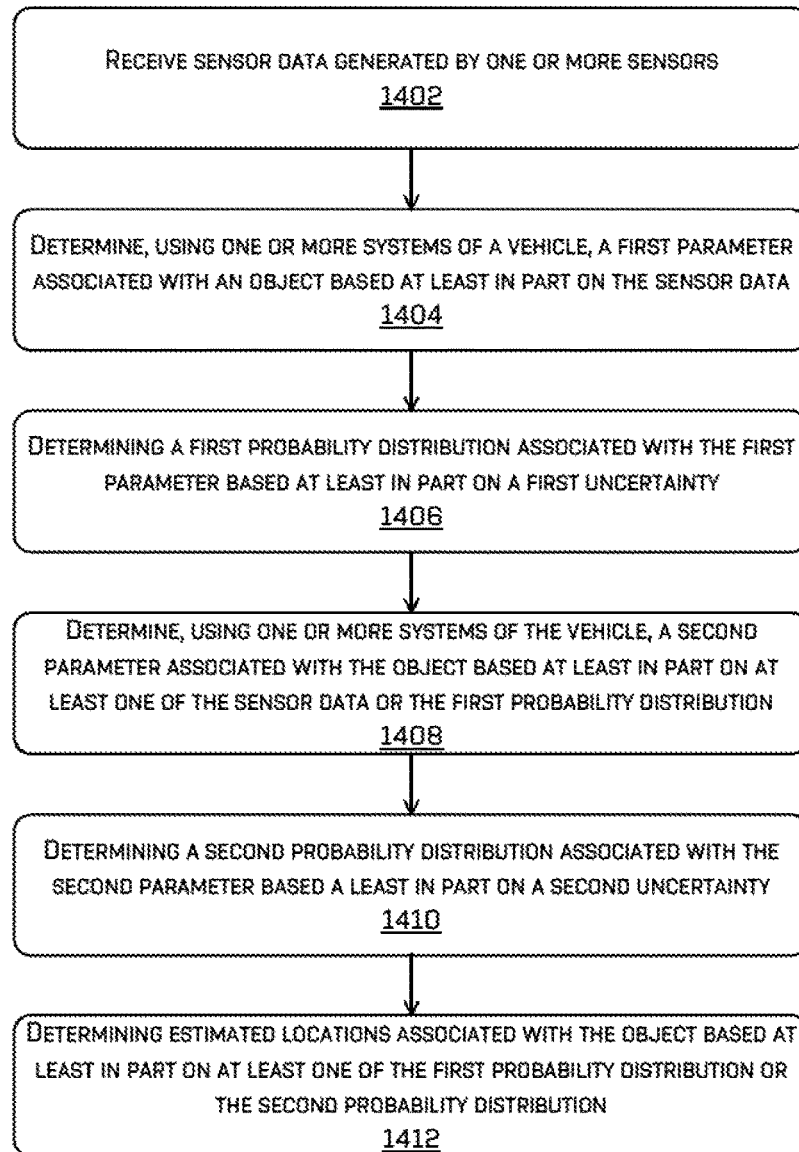 RECEIVE SENSOR DATA GENERATED BY ONE OR MORE SENSORS
1402
DETERMINE, USING ONE OR MORE SYSTEMS OF A VEHICLE, A FIRST PARAMETER
ASSOCIATED WITH AN OBJECT BASED AT LEAST IN PART ON THE SENSOR DATA
1404
DETERMINING A FIRST PROBABILITY DISTRIBUTION ASSOCIATED WITH THE FIRST
PARAMETER BASED AT LEAST IN PART ON A FIRST UNCERTAINTY
1406
DETERMINE, USING ONE OR MORE SYSTEMS OF THE VEHICLE, A SECOND
PARAMETER ASSOCIATED WITH THE OBJECT BASED AT LEAST IN PART ON AT
LEAST ONE OF THE SENSOR DATA OR THE FIRST PROBABILITY DISTRIBUTION
1408
DETERMINING A SECOND PROBABILITY DISTRIBUTION ASSOCIATED WITH THE
SECOND PARAMETER BASED A LEAST IN PART ON A SECOND UNCERTAINTY
1410
DETERMINING ESTIMATED LOCATIONS ASSOCIATED WITH THE OBJECT BASED AT
LEAST IN PART ON AT LEAST ONE OF THE FIRST PROBABILITY DISTRIBUTION OR
THE SECOND PROBABILITY DISTRIBUTION
1412